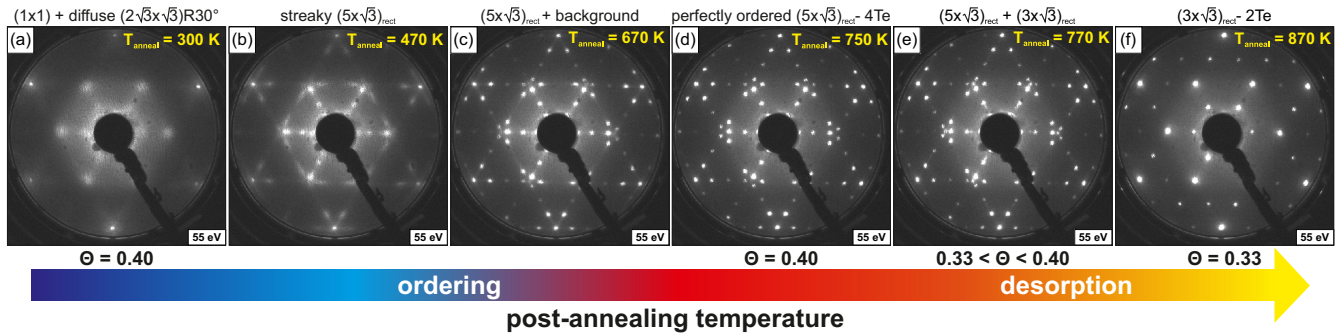 (1x1) + diffuse (2√3x√3)R30°
streaky (5x√3)rect
(5x√3)rect + background
perfectly ordered (5x√3)rect- 4Te
(5x√3)rect + (3x√3)rect
(3x√3)rect- 2Te
(a) Tanneal = 300 K
(b) Tanneal = 470 K
(c) Tanneal = 670 K
(d) Tanneal = 750 K
(e) Tanneal = 770 K
(f) Tanneal = 870 K
55 eV
55 eV
55 eV
55 eV
55 eV
55 eV
Θ = 0.40
Θ = 0.40
0.33 < Θ < 0.40
Θ = 0.33
ordering
desorption
post-annealing temperature